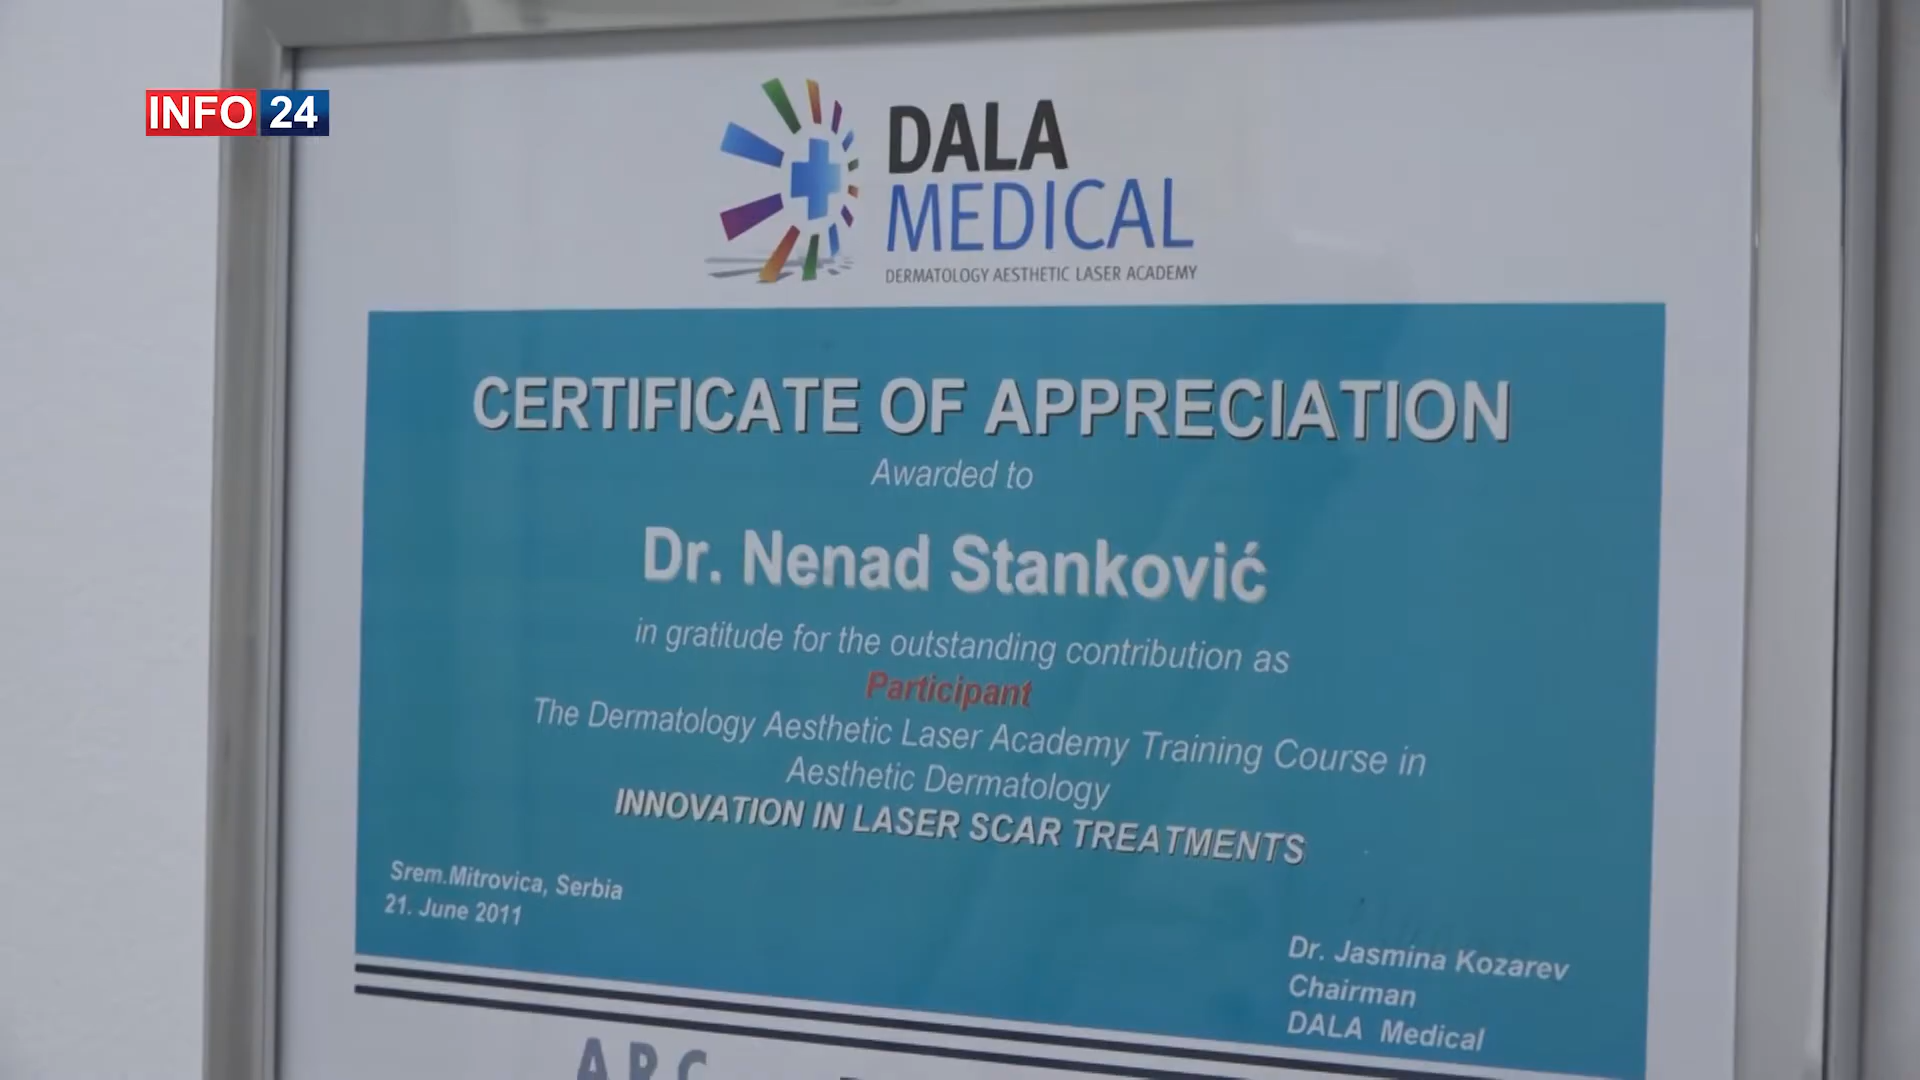 INFO 24
DALA
MEDICAL
DERMATOLOGY AESTHETIC LASER ACADEMY
CERTIFICATE OF APPRECIATION
Awarded to
Dr. Nenad Stanković
in gratitude for the outstanding contribution as
Participant
The Dermatology Aesthetic Laser Academy Training Course in
Aesthetic Dermatology
INNOVATION IN LASER SCAR TREATMENTS
Srem.Mitrovica, Serbia
21. June 2011
Dr. Jasmina Kozarev
Chairman
DALA Medical